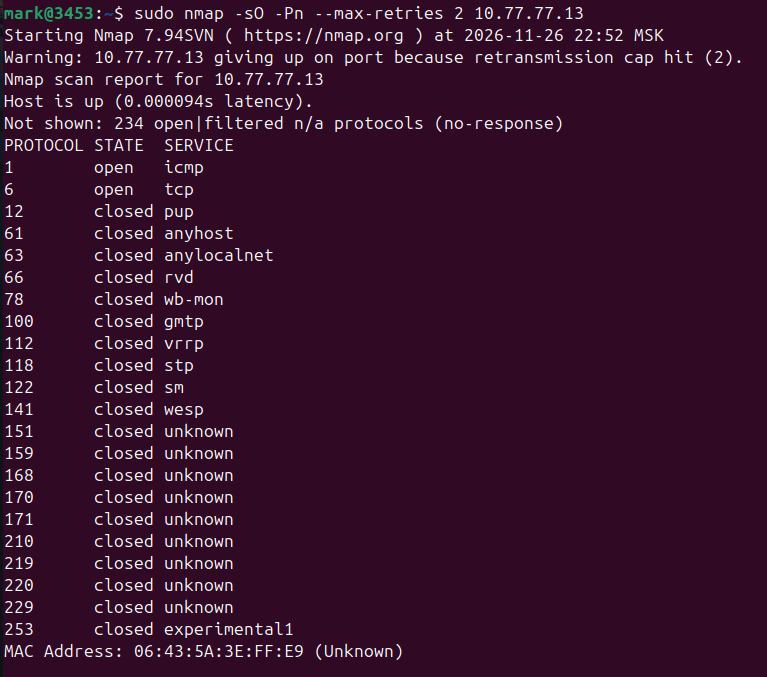 mark@3453:~$ sudo nmap -sO -Pn --max-retries 2 10.77.77.13
Starting Nmap 7.94SVN ( https://nmap.org ) at 2026-11-26 22:52 MSK
Warning: 10.77.77.13 giving up on port because retransmission cap hit (2).
Nmap scan report for 10.77.77.13
Host is up (0.000094s latency).
Not shown: 234 open|filtered n/a protocols (no-response)
PROTOCOL STATE  SERVICE
1        open   icmp
6        open   tcp
12       closed pup
61       closed anyhost
63       closed anylocalnet
66       closed rvd
78       closed wb-mon
100      closed gmtp
112      closed vrrp
118      closed stp
122      closed sm
141      closed wesp
151      closed unknown
159      closed unknown
168      closed unknown
170      closed unknown
171      closed unknown
210      closed unknown
219      closed unknown
220      closed unknown
229      closed unknown
253      closed experimental1
MAC Address: 06:43:5A:3E:FF:E9 (Unknown)